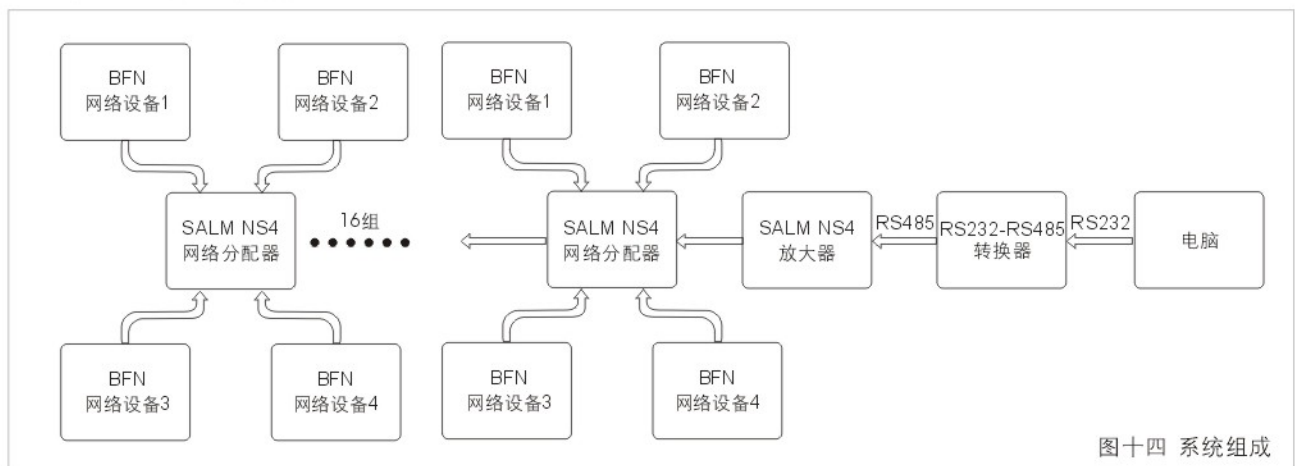 BFN
网络设备1
BFN
网络设备2
BFN
网络设备1
BFN
网络设备2
SALM NS4
网络分配器
16组
SALM NS4
网络分配器
SALM NS4
放大器
RS485
RS232-RS485
转换器
RS232
电脑
BFN
网络设备3
BFN
网络设备4
BFN
网络设备3
BFN
网络设备4
图十四 系统组成